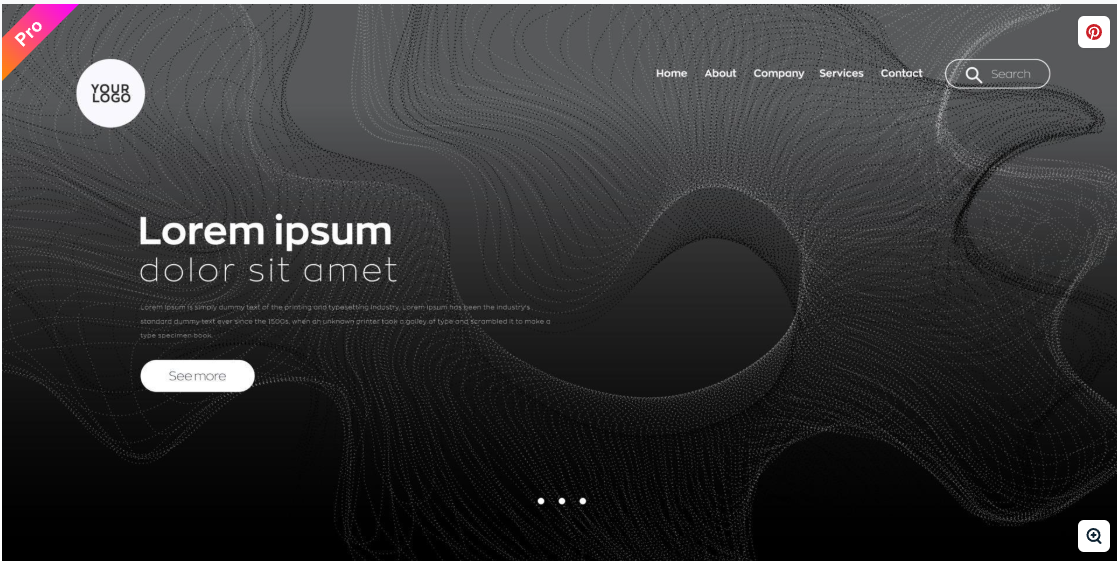 Pro
YOUR
LOGO
Home About Company Services Contact Search
Lorem ipsum
dolor sit amet
Lorem Ipsum is simply dummy text of the printing and typesetting industry. Lorem Ipsum has been the industry's
standard dummy text ever since the 1500s, when an unknown printer took a galley of type and scrambled it to make a
type specimen book.
See more